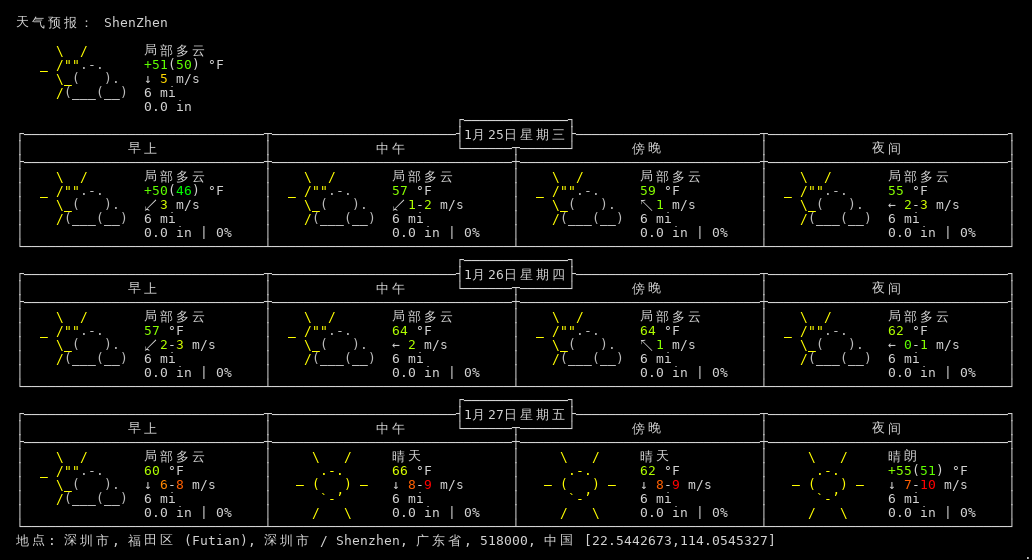 天气预报： ShenZhen
局部多云
+51(50) °F
↓ 5 m/s
6 mi
0.0 in
1月25日星期三
早上 中午 傍晚 夜间
局部多云 局部多云 局部多云 局部多云
+50(46) °F 57 °F 59 °F 55 °F
↙ 3 m/s ↙ 1-2 m/s ↖ 1 m/s ← 2-3 m/s
6 mi 6 mi 6 mi 6 mi
0.0 in | 0% 0.0 in | 0% 0.0 in | 0% 0.0 in | 0%
1月26日星期四
早上 中午 傍晚 夜间
局部多云 局部多云 局部多云 局部多云
57 °F 64 °F 64 °F 62 °F
↙ 2-3 m/s ← 2 m/s ↖ 1 m/s ← 0-1 m/s
6 mi 6 mi 6 mi 6 mi
0.0 in | 0% 0.0 in | 0% 0.0 in | 0% 0.0 in | 0%
1月27日星期五
早上 中午 傍晚 夜间
局部多云 晴天 晴天 晴朗
60 °F 66 °F 62 °F +55(51) °F
↓ 6-8 m/s ↓ 8-9 m/s ↓ 8-9 m/s ↓ 7-10 m/s
6 mi 6 mi 6 mi 6 mi
0.0 in | 0% 0.0 in | 0% 0.0 in | 0% 0.0 in | 0%
地点: 深圳市, 福田区 (Futian), 深圳市 / Shenzhen, 广东省, 518000, 中国 [22.5442673,114.0545327]